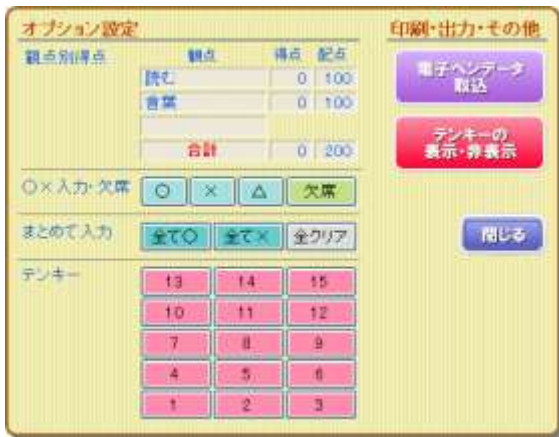 オプション設定
印刷・出力・その他
観点別得点
観点 得点 配点
読む 0 100
言葉 0 100
合計 0 200
電子ペンデータ
取込
テンキーの
表示・非表示
○×入力・欠席 ○ × △ 欠席
まとめて入力 全て○ 全て× 全クリア
閉じる
テンキー
13 14 15
10 11 12
7 8 9
4 5 6
1 2 3